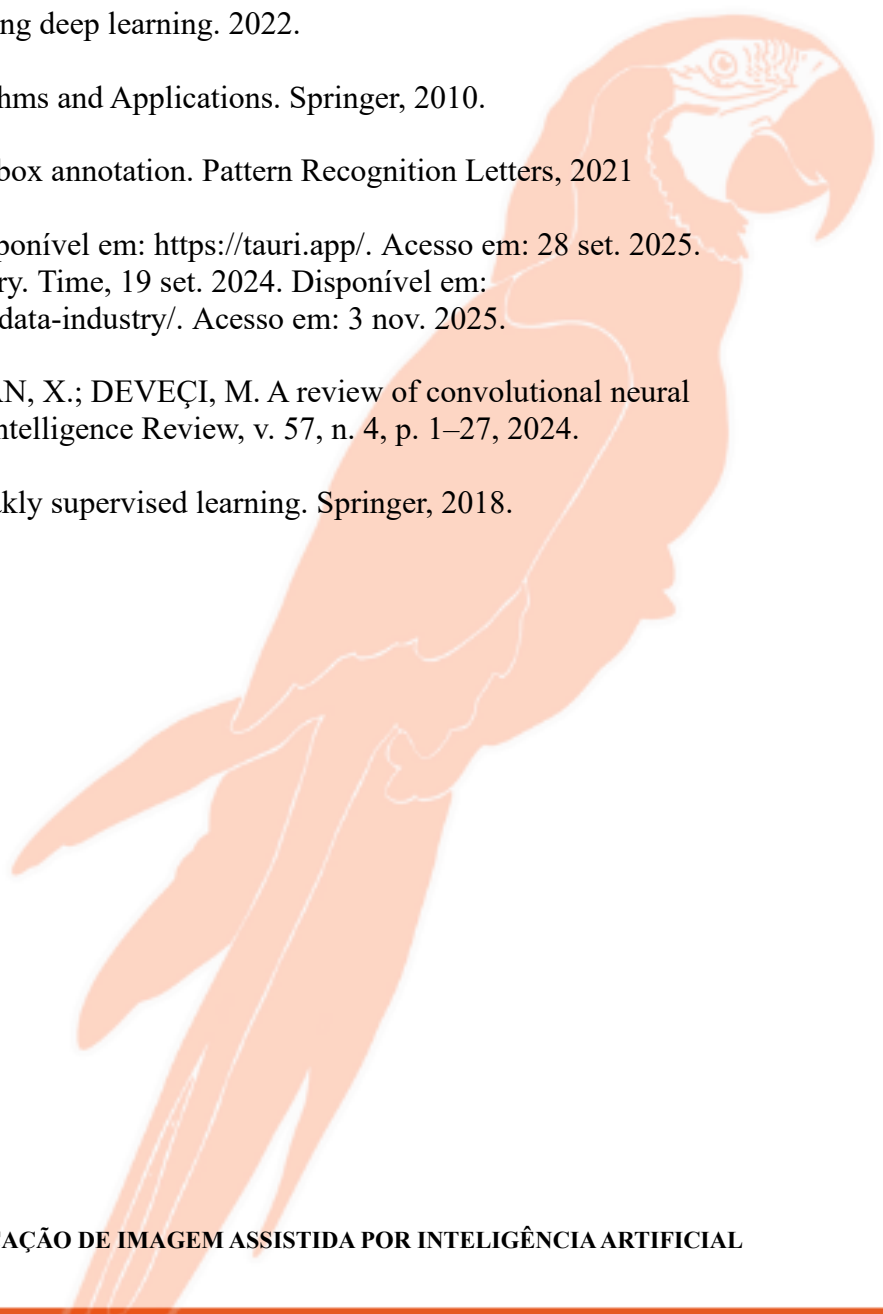 ng deep learning. 2022.
hms and Applications. Springer, 2010.
box annotation. Pattern Recognition Letters, 2021
ponível em: https://tauri.app/. Acesso em: 28 set. 2025.
ry. Time, 19 set. 2024. Disponível em:
data-industry/. Acesso em: 3 nov. 2025.
AN, X.; DEVEÇI, M. A review of convolutional neural
ntelligence Review, v. 57, n. 4, p. 1–27, 2024.
akly supervised learning. Springer, 2018.
AÇÃO DE IMAGEM ASSISTIDA POR INTELIGÊNCIA ARTIFICIAL